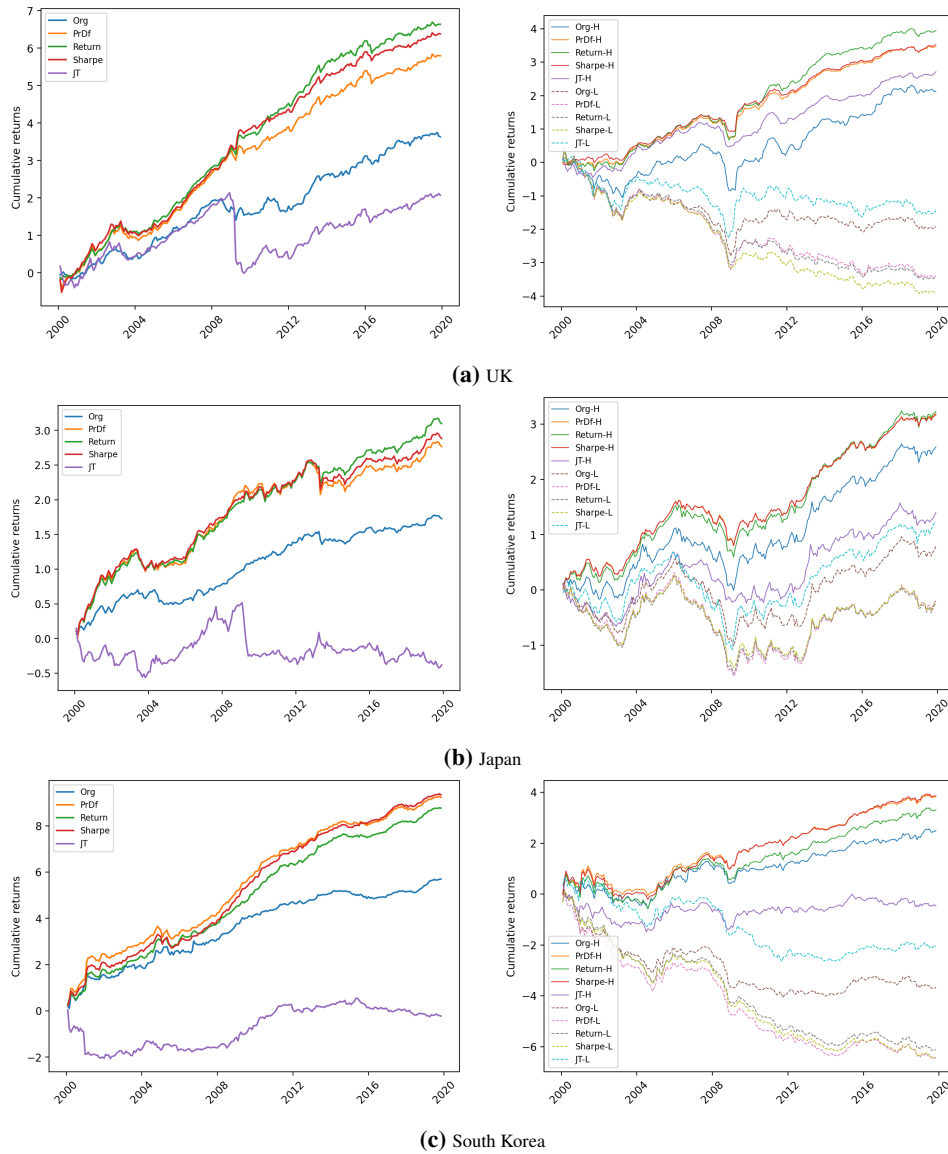 Cumulative returns
7
6
5
4
3
2
1
0
Org
PrDf
Return
Sharpe
JT
2000
2004
2008
2012
2016
2020
Cumulative returns
4
3
2
1
0
−1
−2
−3
−4
Org-H
PrDf-H
Return-H
Sharpe-H
JT-H
Org-L
PrDf-L
Return-L
Sharpe-L
JT-L
2000
2004
2008
2012
2016
2020
(a) UK
Cumulative returns
3.0
2.5
2.0
1.5
1.0
0.5
0.0
−0.5
Org
PrDf
Return
Sharpe
JT
2000
2004
2008
2012
2016
2020
Cumulative returns
3
2
1
0
−1
Org-H
PrDf-H
Return-H
Sharpe-H
JT-H
Org-L
PrDf-L
Return-L
Sharpe-L
JT-L
2000
2004
2008
2012
2016
2020
(b) Japan
Cumulative returns
8
6
4
2
0
−2
Org
PrDf
Return
Sharpe
JT
2000
2004
2008
2012
2016
2020
Cumulative returns
4
2
0
−2
−4
−6
Org-H
PrDf-H
Return-H
Sharpe-H
JT-H
Org-L
PrDf-L
Return-L
Sharpe-L
JT-L
2000
2004
2008
2012
2016
2020
(c) South Korea